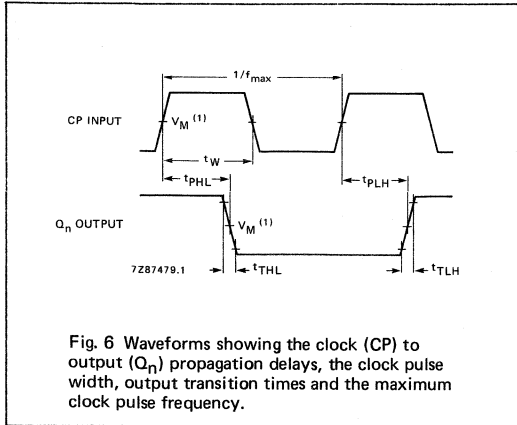 1/fmax
CP INPUT
VM (1)
tW
tPHL
tPLH
Qn OUTPUT
VM (1)
7Z87479.1
tTHL
tTLH
Fig. 6 Waveforms showing the clock (CP) to
output (Qn) propagation delays, the clock pulse
width, output transition times and the maximum
clock pulse frequency.